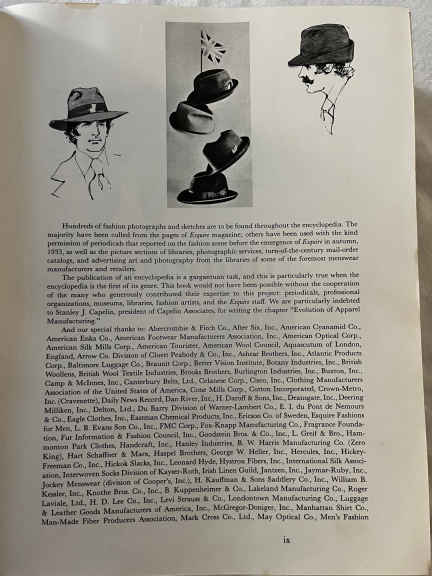 Hundreds of fashion photographs and sketches are to be found throughout the encyclopedia. The
majority have been culled from the pages of Esquire magazine; others have been used with the kind
permission of periodicals that reported on the fashion scene before the emergence of Esquire in autumn,
1933, as well as the picture sections of libraries, photographic services, turn-of-the-century mail-order
catalogs, and advertising art and photography from the libraries of some of the foremost menswear
manufacturers and retailers.
The publication of an encyclopedia is a gargantuan task, and this is particularly true when the
encyclopedia is the first of its genre. This book would not have been possible without the cooperation
of the many who generously contributed their expertise to this project: periodicals, professional
organizations, museums, libraries, fashion artists, and the Esquire staff. We are particularly indebted
to Stanley J. Capelin, president of Capelin Associates, for writing the chapter "Evolution of Apparel
Manufacturing."
And our special thanks to: Abercrombie & Fitch Co., After Six, Inc., American Cyanamid Co.,
American Enka Co., American Footwear Manufacturers Association, Inc., American Optical Corp.,
American Silk Mills Corp., American Tourister, American Wool Council, Aquascutum of London,
England, Arrow Co. Division of Cluett Peabody & Co., Inc., Ashear Brothers, Inc., Atlantic Products
Corp., Baltimore Luggage Co., Beaunit Corp., Better Vision Institute, Botany Industries, Inc., British
Woollens, British Wool Textile Industries, Brooks Brothers, Burlington Industries, Inc., Buxton, Inc.,
Camp & McInnes, Inc., Canterbury Belts, Ltd., Celanese Corp., Cluny, Inc., Clothing Manufacturers
Association of the United States of America, Cone Mills Corp., Cotton Incorporated, Crown-Metro,
Inc. (Cravenette), Daily News Record, Dan River, Inc., H. Daroff & Sons, Inc., Deansgate, Inc., Deering
Milliken, Inc., Delton, Ltd., Du Barry Division of Warner-Lambert Co., E. I. du Pont de Nemours
& Co., Eagle Clothes, Inc., Eastman Chemical Products, Inc., Ericson Co. of Sweden, Esquire Fashions
for Men, L. B. Evans Son Co., Inc., FMC Corp., Fox-Knapp Manufacturing Co., Fragrance Founda-
tion, Fur Information & Fashion Council, Inc., Goodstein Bros. & Co., Inc., L. Greif & Bro., Ham-
monton Park Clothes, Handcraft, Inc., Hanley Industries, B. W. Harris Manufacturing Co. (Zero
King), Hart Schaffner & Marx, Haspel Brothers, George W. Heller, Inc., Hercules, Inc., Hickey-
Freeman Co., Inc., Hickok Slacks, Inc., Leonard Hyde, Hystron Fibers, Inc., International Silk Associ-
ation, Interwoven Socks Division of Kayser-Roth, Irish Linen Guild, Jantzen, Inc., Jaymar-Ruby, Inc.,
Jockey Menswear (division of Cooper's, Inc.), H. Kauffman & Sons Saddlery Co., Inc., William B.
Kessler, Inc., Knothe Bros. Co., Inc., B. Kuppenheimer & Co., Lakeland Manufacturing Co., Roger
Laviale, Ltd., H. D. Lee Co., Inc., Levi Strauss & Co., Londontown Manufacturing Co., Luggage
& Leather Goods Manufacturers of America, Inc., McGregor-Doniger, Inc., Manhattan Shirt Co.,
Man-Made Fiber Producers Association, Mark Cross Co., Ltd., May Optical Co., Men's Fashion
ix